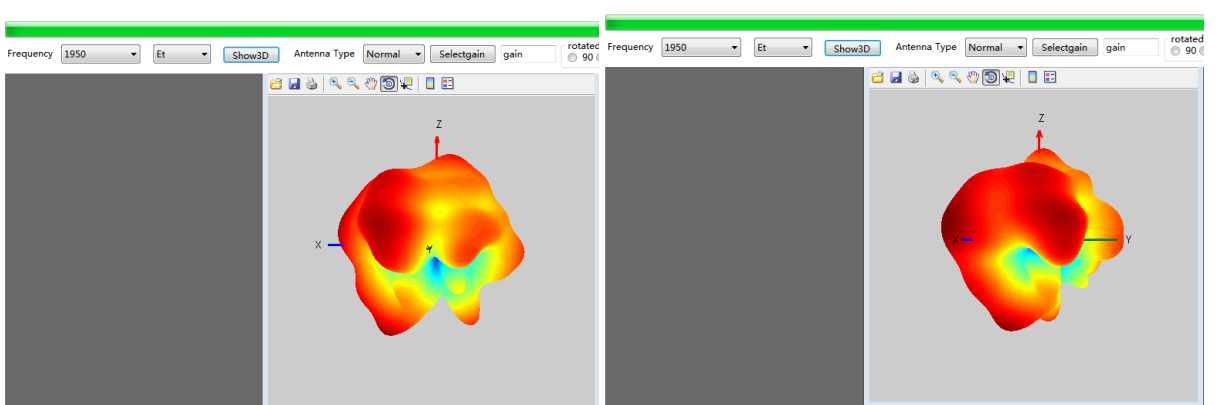 Frequency 1950 Et Show3D Antenna Type Normal Selectgain gain rotated
90
Z
X Y
Frequency 1950 Et Show3D Antenna Type Normal Selectgain gain rotated
90
Z
X Y